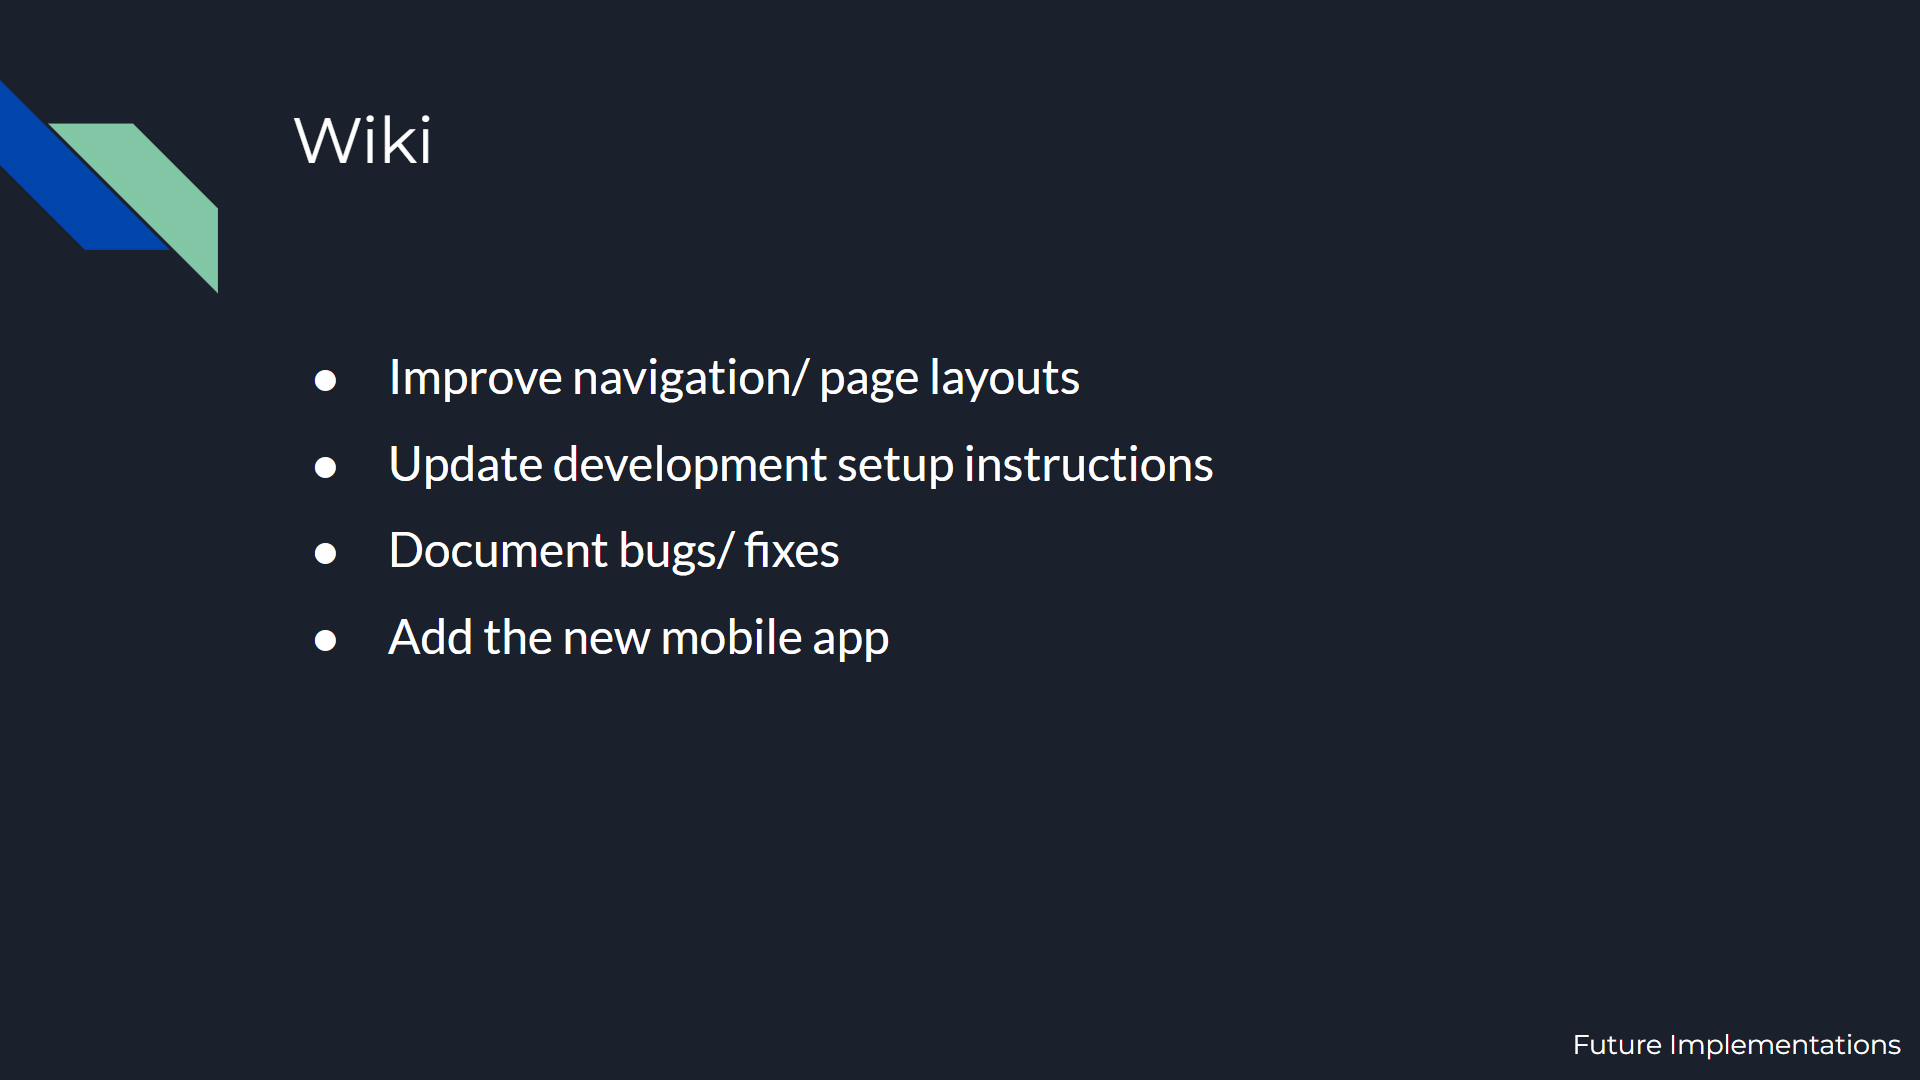 Wiki
● Improve navigation/ page layouts
● Update development setup instructions
● Document bugs/ fixes
● Add the new mobile app
Future Implementations